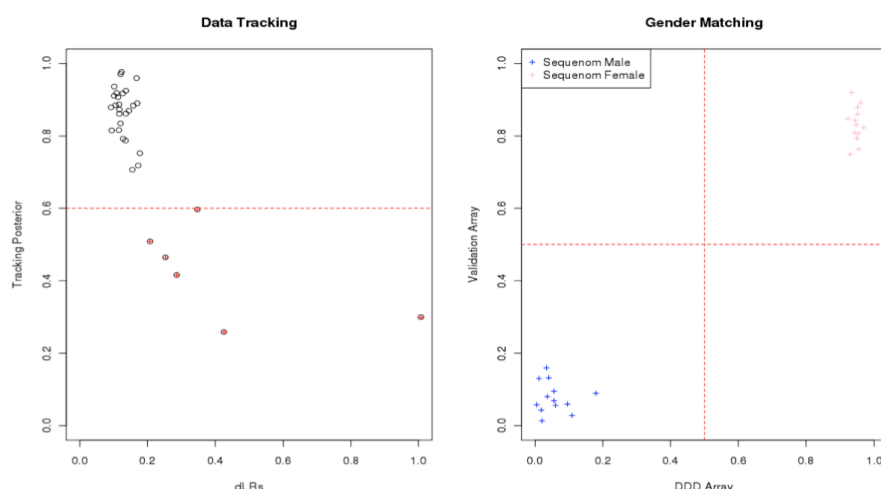 Data Tracking
Tracking Posterior
1.0
0.8
0.6
0.4
0.2
0.0
0.0 0.2 0.4 0.6 0.8 1.0
dLRs
Gender Matching
Sequenom Male
Sequenom Female
Validation Array
1.0
0.8
0.6
0.4
0.2
0.0
0.0 0.2 0.4 0.6 0.8 1.0
DDD Array